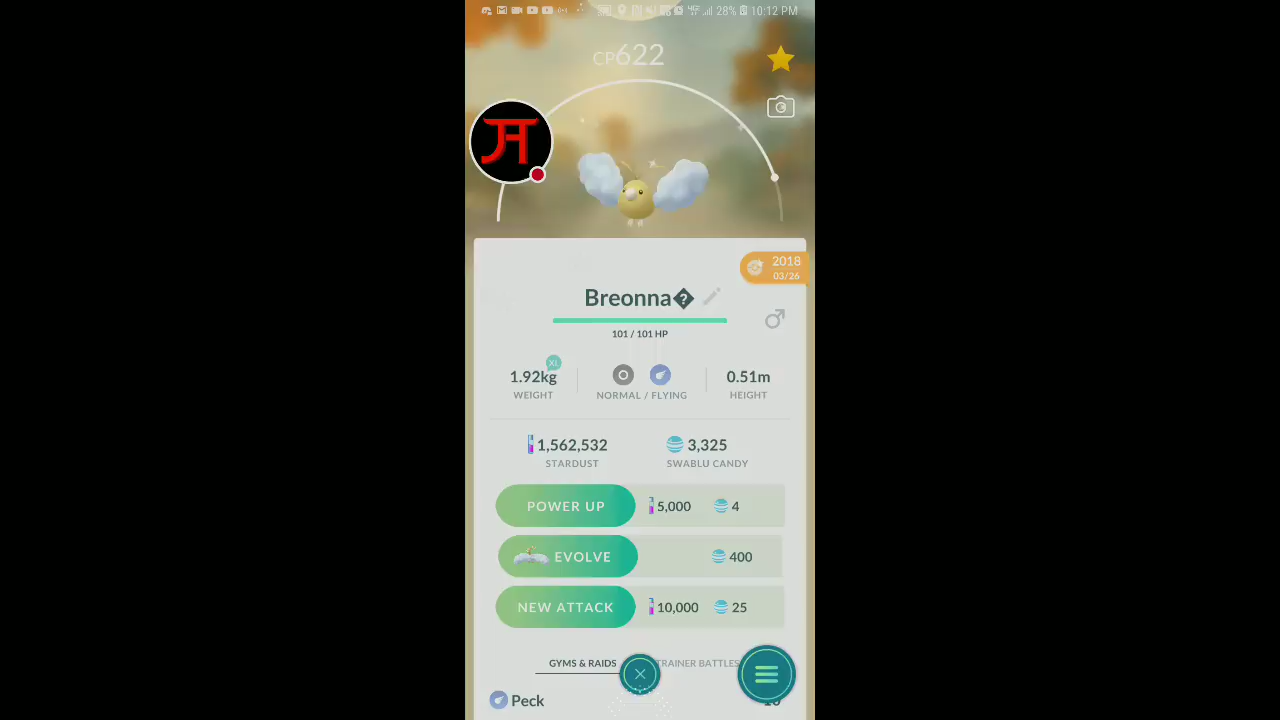 28% 10:12 PM
CP622
2018
03/26
Breonna�
101 / 101 HP
XL
1.92kg
WEIGHT
NORMAL / FLYING
0.51m
HEIGHT
1,562,532
STARDUST
3,325
SWABLU CANDY
POWER UP 5,000 4
EVOLVE 400
NEW ATTACK 10,000 25
GYMS & RAIDS TRAINER BATTLES
Peck